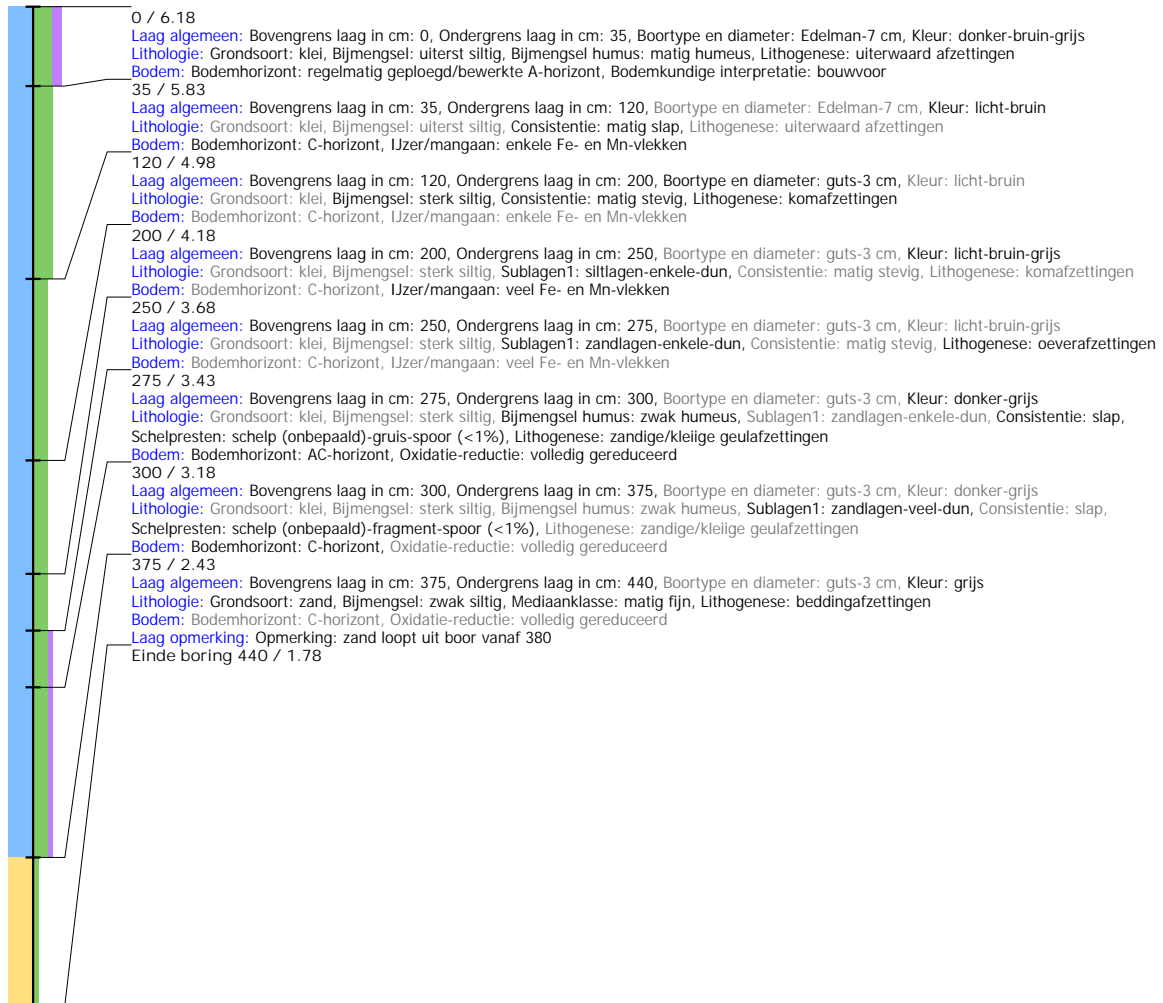 0 / 6.18
Laag algemeen: Bovengrens laag in cm: 0, Ondergrens laag in cm: 35, Boortype en diameter: Edelman-7 cm, Kleur: donker-bruin-grijs
Lithologie: Grondsoort: klei, Bijmengsel: uiterst siltig, Bijmengsel humus: matig humeus, Lithogenese: uiterwaard afzettingen
Bodem: Bodemhorizont: regelmatig geploegd/bewerkte A-horizont, Bodemkundige interpretatie: bouwvoor
35 / 5.83
Laag algemeen: Bovengrens laag in cm: 35, Ondergrens laag in cm: 120, Boortype en diameter: Edelman-7 cm, Kleur: licht-bruin
Lithologie: Grondsoort: klei, Bijmengsel: uiterst siltig, Consistentie: matig slap, Lithogenese: uiterwaard afzettingen
Bodem: Bodemhorizont: C-horizont, IJzer/mangaan: enkele Fe- en Mn-vlekken
120 / 4.98
Laag algemeen: Bovengrens laag in cm: 120, Ondergrens laag in cm: 200, Boortype en diameter: guts-3 cm, Kleur: licht-bruin
Lithologie: Grondsoort: klei, Bijmengsel: sterk siltig, Consistentie: matig stevig, Lithogenese: komafzettingen
Bodem: Bodemhorizont: C-horizont, IJzer/mangaan: enkele Fe- en Mn-vlekken
200 / 4.18
Laag algemeen: Bovengrens laag in cm: 200, Ondergrens laag in cm: 250, Boortype en diameter: guts-3 cm, Kleur: licht-bruin-grijs
Lithologie: Grondsoort: klei, Bijmengsel: sterk siltig, Sublagen1: siltlagen-enkele-dun, Consistentie: matig stevig, Lithogenese: komafzettingen
Bodem: Bodemhorizont: C-horizont, IJzer/mangaan: veel Fe- en Mn-vlekken
250 / 3.68
Laag algemeen: Bovengrens laag in cm: 250, Ondergrens laag in cm: 275, Boortype en diameter: guts-3 cm, Kleur: licht-bruin-grijs
Lithologie: Grondsoort: klei, Bijmengsel: sterk siltig, Sublagen1: zandlagen-enkele-dun, Consistentie: matig stevig, Lithogenese: oeverafzettingen
Bodem: Bodemhorizont: C-horizont, IJzer/mangaan: veel Fe- en Mn-vlekken
275 / 3.43
Laag algemeen: Bovengrens laag in cm: 275, Ondergrens laag in cm: 300, Boortype en diameter: guts-3 cm, Kleur: donker-grijs
Lithologie: Grondsoort: klei, Bijmengsel: sterk siltig, Bijmengsel humus: zwak humeus, Sublagen1: zandlagen-enkele-dun, Consistentie: slap,
Schelpresten: schelp (onbepaald)-gruis-spoor (<1%), Lithogenese: zandige/kleiige geulafzettingen
Bodem: Bodemhorizont: AC-horizont, Oxidatie-reductie: volledig gereduceerd
300 / 3.18
Laag algemeen: Bovengrens laag in cm: 300, Ondergrens laag in cm: 375, Boortype en diameter: guts-3 cm, Kleur: donker-grijs
Lithologie: Grondsoort: klei, Bijmengsel: sterk siltig, Bijmengsel humus: zwak humeus, Sublagen1: zandlagen-veel-dun, Consistentie: slap,
Schelpresten: schelp (onbepaald)-fragment-spoor (<1%), Lithogenese: zandige/kleiige geulafzettingen
Bodem: Bodemhorizont: C-horizont, Oxidatie-reductie: volledig gereduceerd
375 / 2.43
Laag algemeen: Bovengrens laag in cm: 375, Ondergrens laag in cm: 440, Boortype en diameter: guts-3 cm, Kleur: grijs
Lithologie: Grondsoort: zand, Bijmengsel: zwak siltig, Mediaanklasse: matig fijn, Lithogenese: beddingafzettingen
Bodem: Bodemhorizont: C-horizont, Oxidatie-reductie: volledig gereduceerd
Laag opmerking: Opmerking: zand loopt uit boor vanaf 380
Einde boring 440 / 1.78